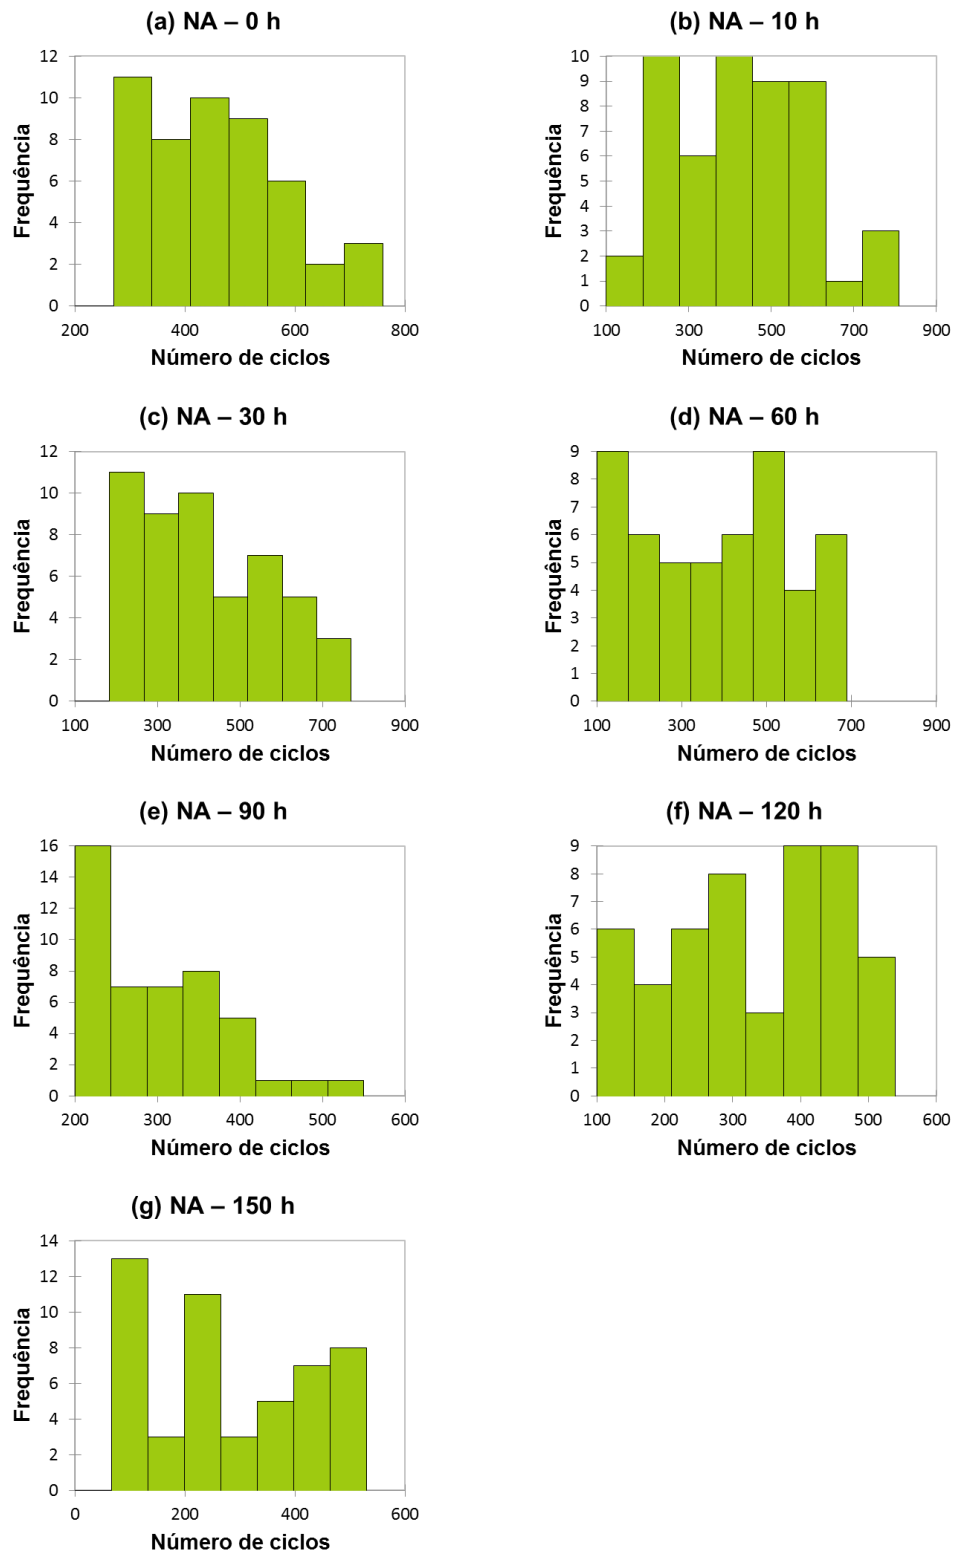 (a) NA – 0 h
12
10
8
6
4
2
0
200 400 600 800
Frequência
Número de ciclos
(b) NA – 10 h
10
9
8
7
6
5
4
3
2
1
0
100 300 500 700 900
Frequência
Número de ciclos
(c) NA – 30 h
12
10
8
6
4
2
0
100 300 500 700 900
Frequência
Número de ciclos
(d) NA – 60 h
9
8
7
6
5
4
3
2
1
0
100 300 500 700 900
Frequência
Número de ciclos
(e) NA – 90 h
16
14
12
10
8
6
4
2
0
200 300 400 500 600
Frequência
Número de ciclos
(f) NA – 120 h
9
8
7
6
5
4
3
2
1
0
100 200 300 400 500 600
Frequência
Número de ciclos
(g) NA – 150 h
14
12
10
8
6
4
2
0
0 200 400 600
Frequência
Número de ciclos